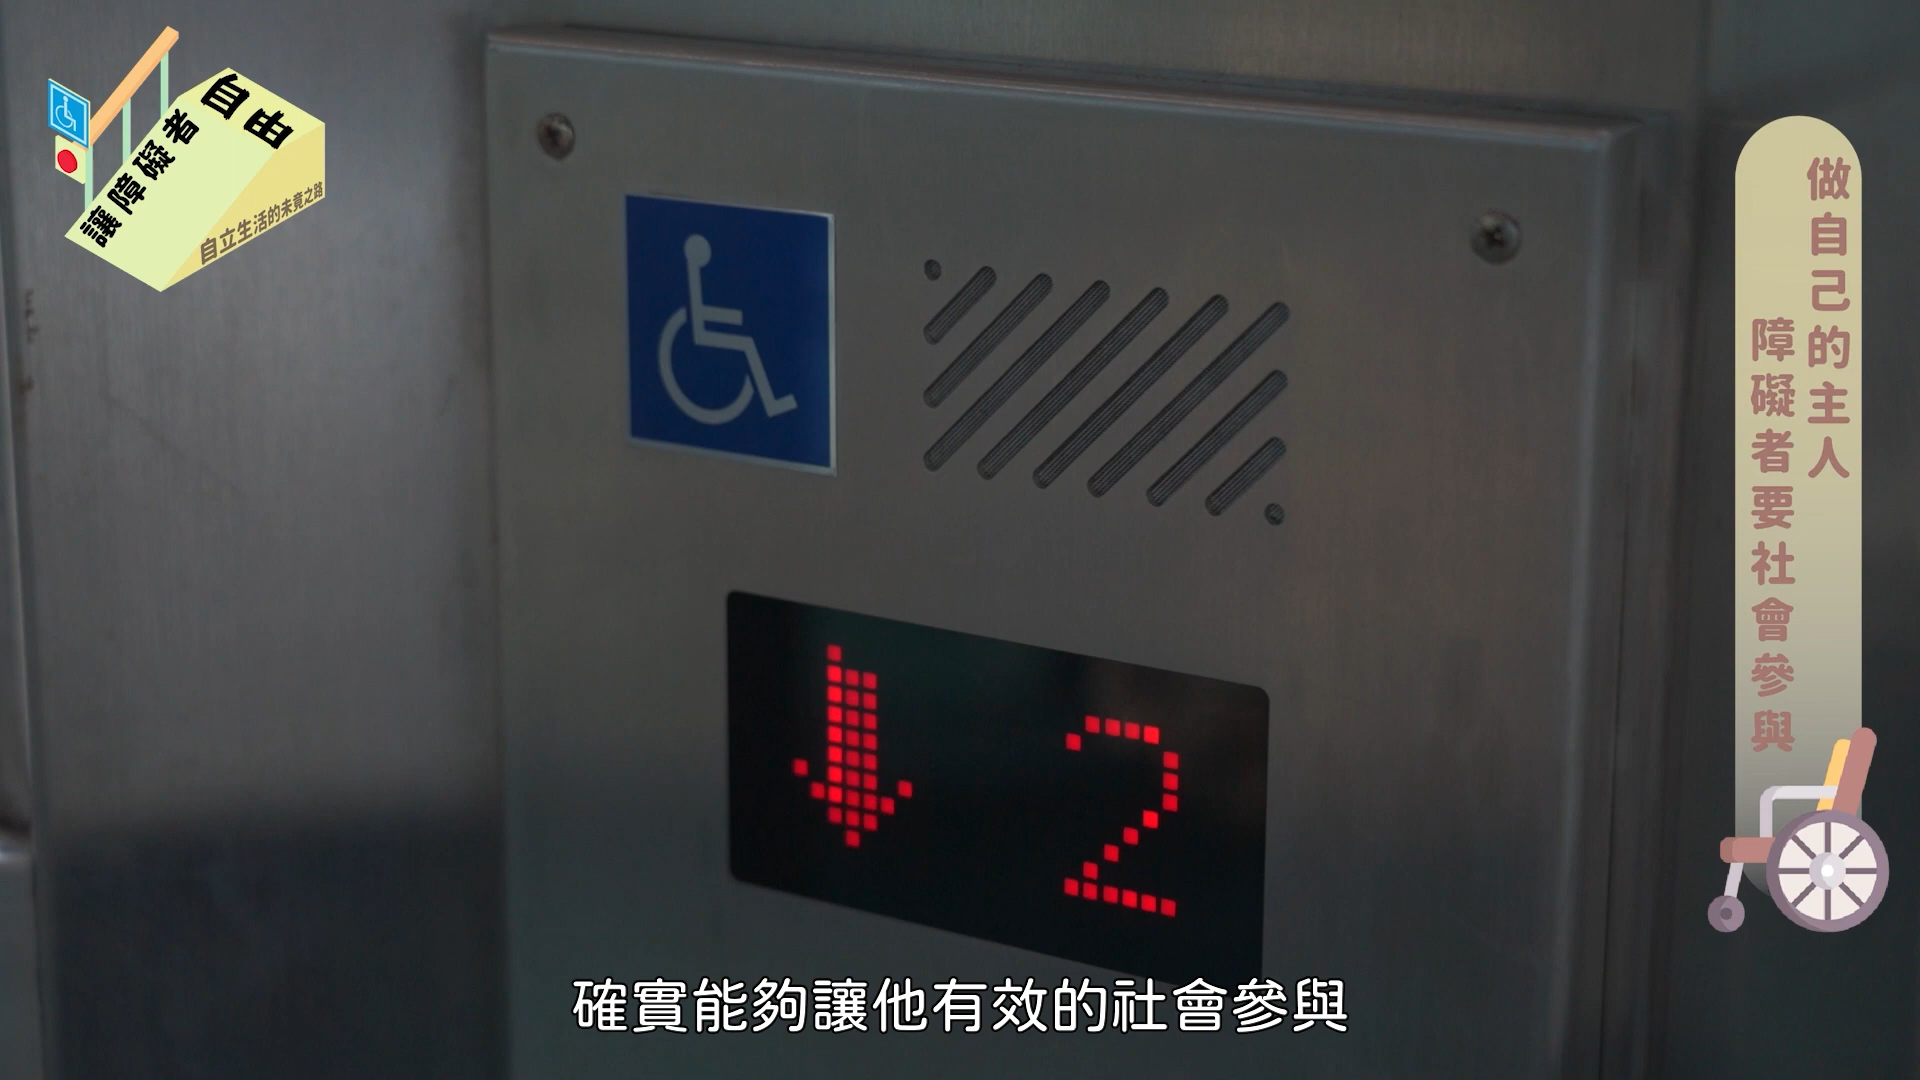 讓障礙者自由
自立生活的未竟之路
做自己的主人
障礙者要社會參與
2
確實能夠讓他有效的社會參與